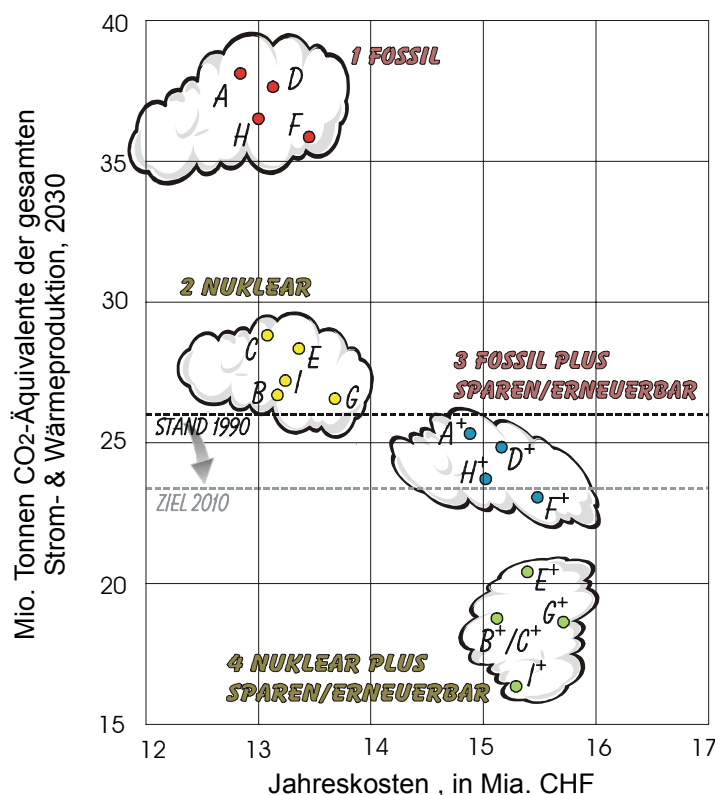 Mio. Tonnen CO2-Äquivalente der gesamten
Strom- & Wärmeproduktion, 2030
40
35
30
25
20
15
1 FOSSIL
A
D
H
F
2 NUKLEAR
C
E
I
B
G
3 FOSSIL PLUS
SPAREN/ERNEUERBAR
STAND 1990
A+
D+
H+
F+
ZIEL 2010
E+
G+
B+/C+
I+
4 NUKLEAR PLUS
SPAREN/ERNEUERBAR
12 13 14 15 16 17
Jahreskosten , in Mia. CHF